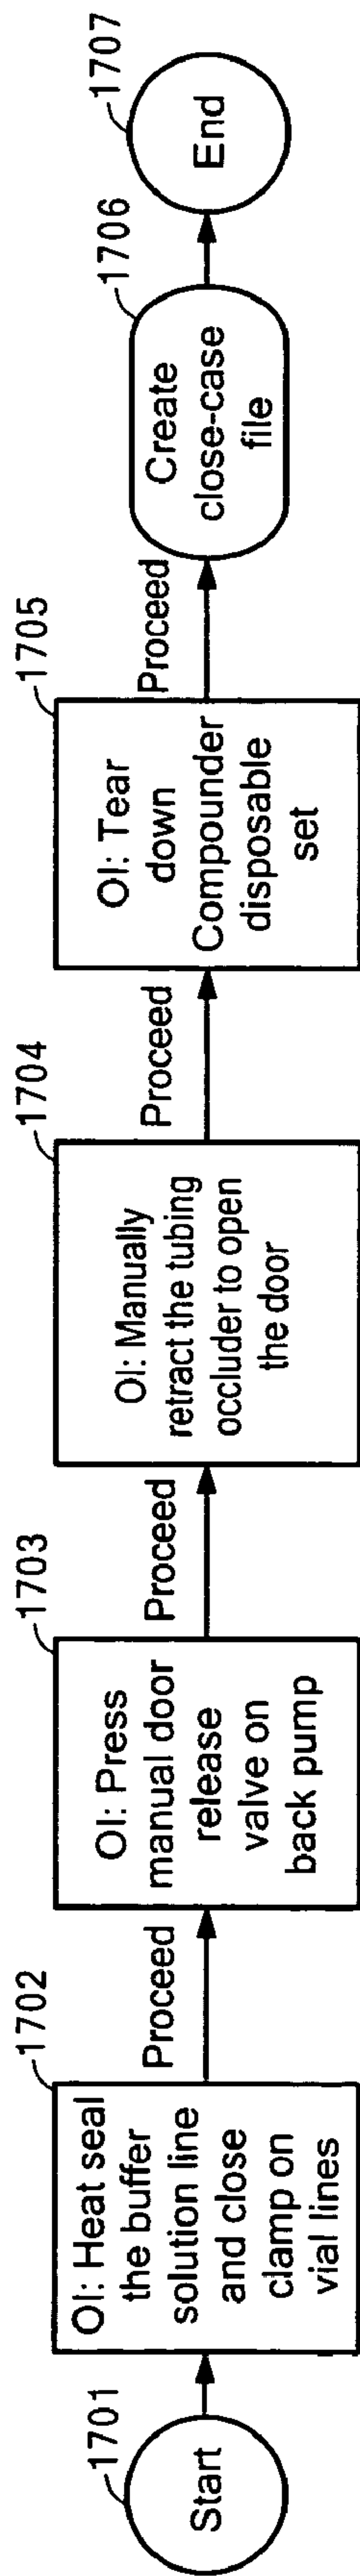 1701
Start
1702
OI: Heat seal
the buffer
solution line
and close
clamp on
vial lines
Proceed
1703
OI: Press
manual door
release
valve on
back pump
Proceed
1704
OI: Manually
retract the tubing
occluder to open
the door
Proceed
1705
OI: Tear
down
Compounder
disposable
set
Proceed
1706
Create
close-case
file
1707
End